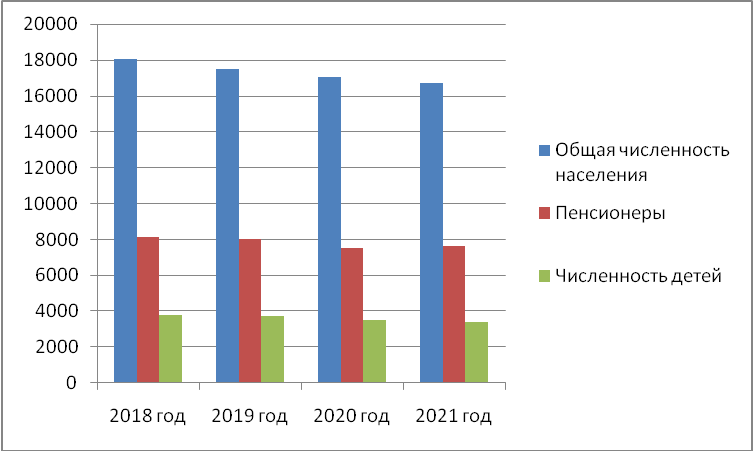 20000
18000
16000
14000
12000
10000
8000
6000
4000
2000
0
2018 год
2019 год
2020 год
2021 год
Общая численность
населения
Пенсионеры
Численность детей